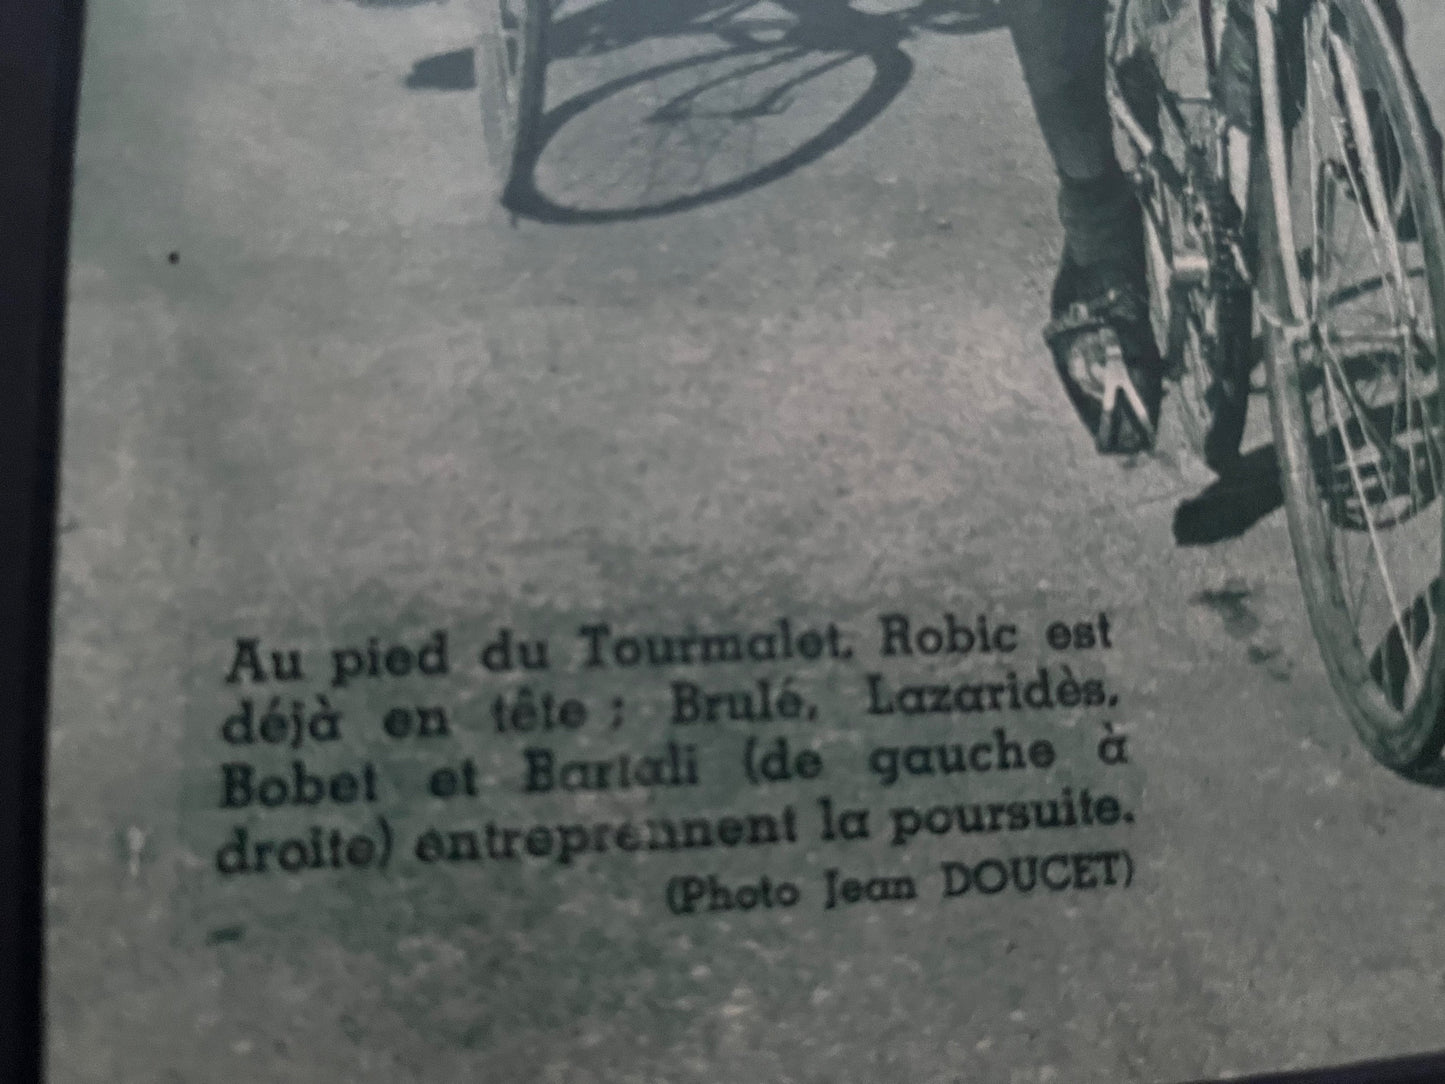 Au pied du Tourmalet, Robic est
déjà en tête ; Brulé, Lazaridès,
Bobet et Bartali (de gauche à
droite) entreprennent la poursuite.
(Photo Jean DOUCET)